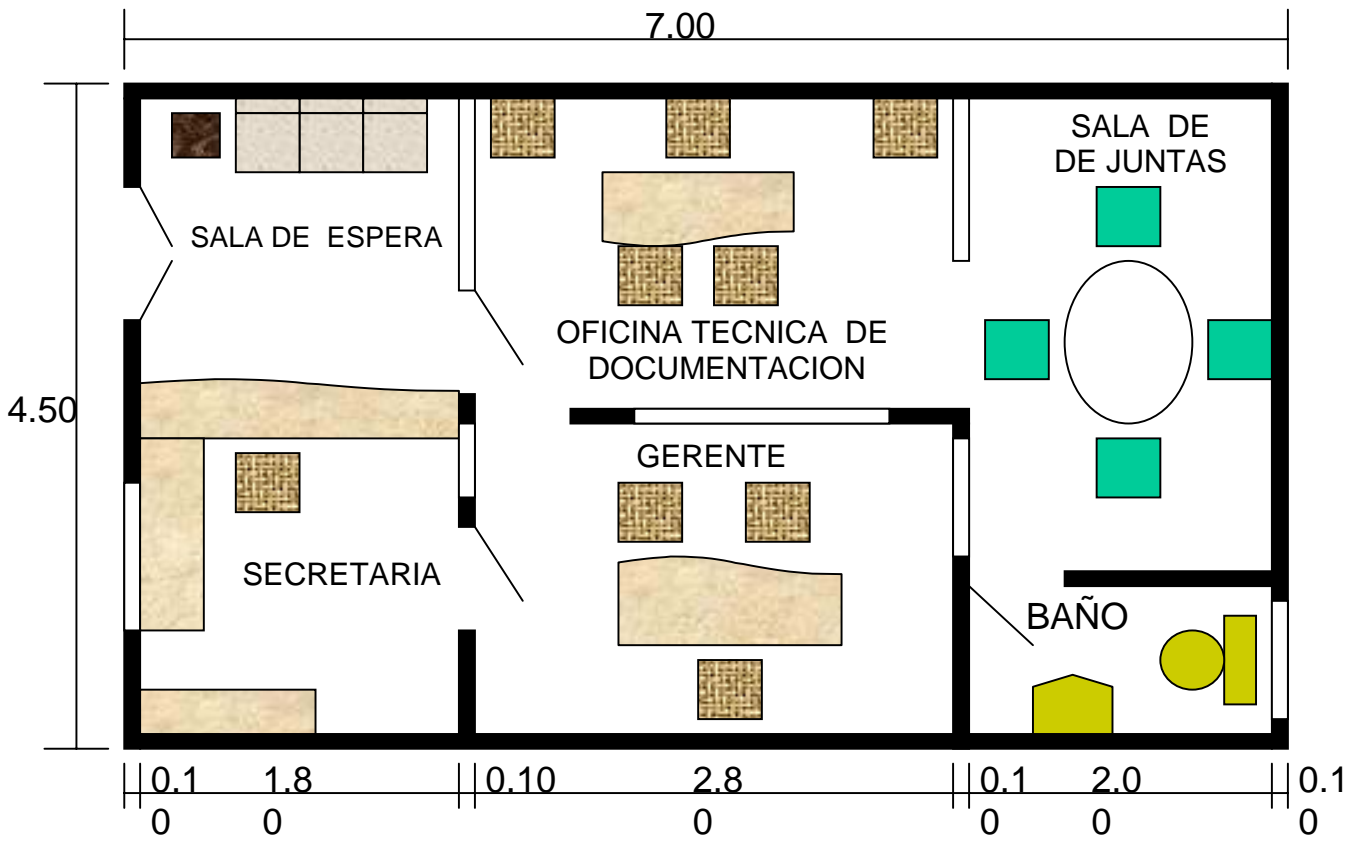 7.00
SALA DE
DE JUNTAS
SALA DE ESPERA
OFICINA TECNICA DE
DOCUMENTACION
4.50
GERENTE
SECRETARIA
BAÑO
0.1
0
1.8
0
0.10
2.8
0
0.1
0
2.0
0
0.1
0